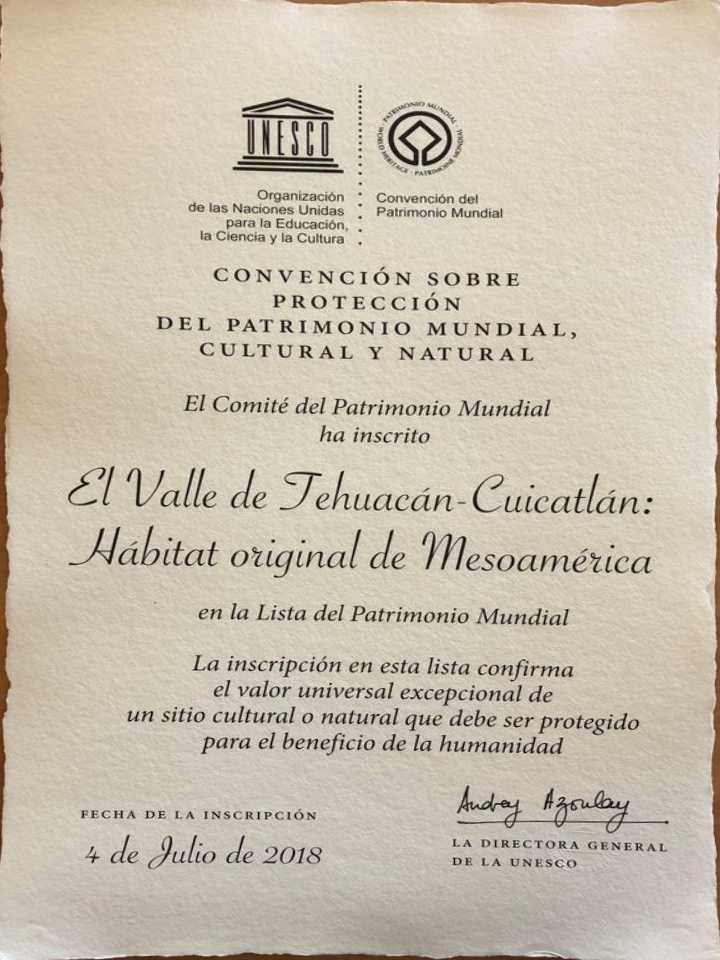 UNESCO
PATRIMONIO MUNDIAL · WORLD HERITAGE · PATRIMOINE MONDIAL ·
Organización
de las Naciones Unidas
para la Educación,
la Ciencia y la Cultura
Convención del
Patrimonio Mundial
CONVENCIÓN SOBRE
PROTECCIÓN
DEL PATRIMONIO MUNDIAL,
CULTURAL Y NATURAL
El Comité del Patrimonio Mundial
ha inscrito
El Valle de Tehuacán-Cuicatlán:
Hábitat original de Mesoamérica
en la Lista del Patrimonio Mundial
La inscripción en esta lista confirma
el valor universal excepcional de
un sitio cultural o natural que debe ser protegido
para el beneficio de la humanidad
FECHA DE LA INSCRIPCIÓN
4 de Julio de 2018
Audrey Azoulay
LA DIRECTORA GENERAL
DE LA UNESCO